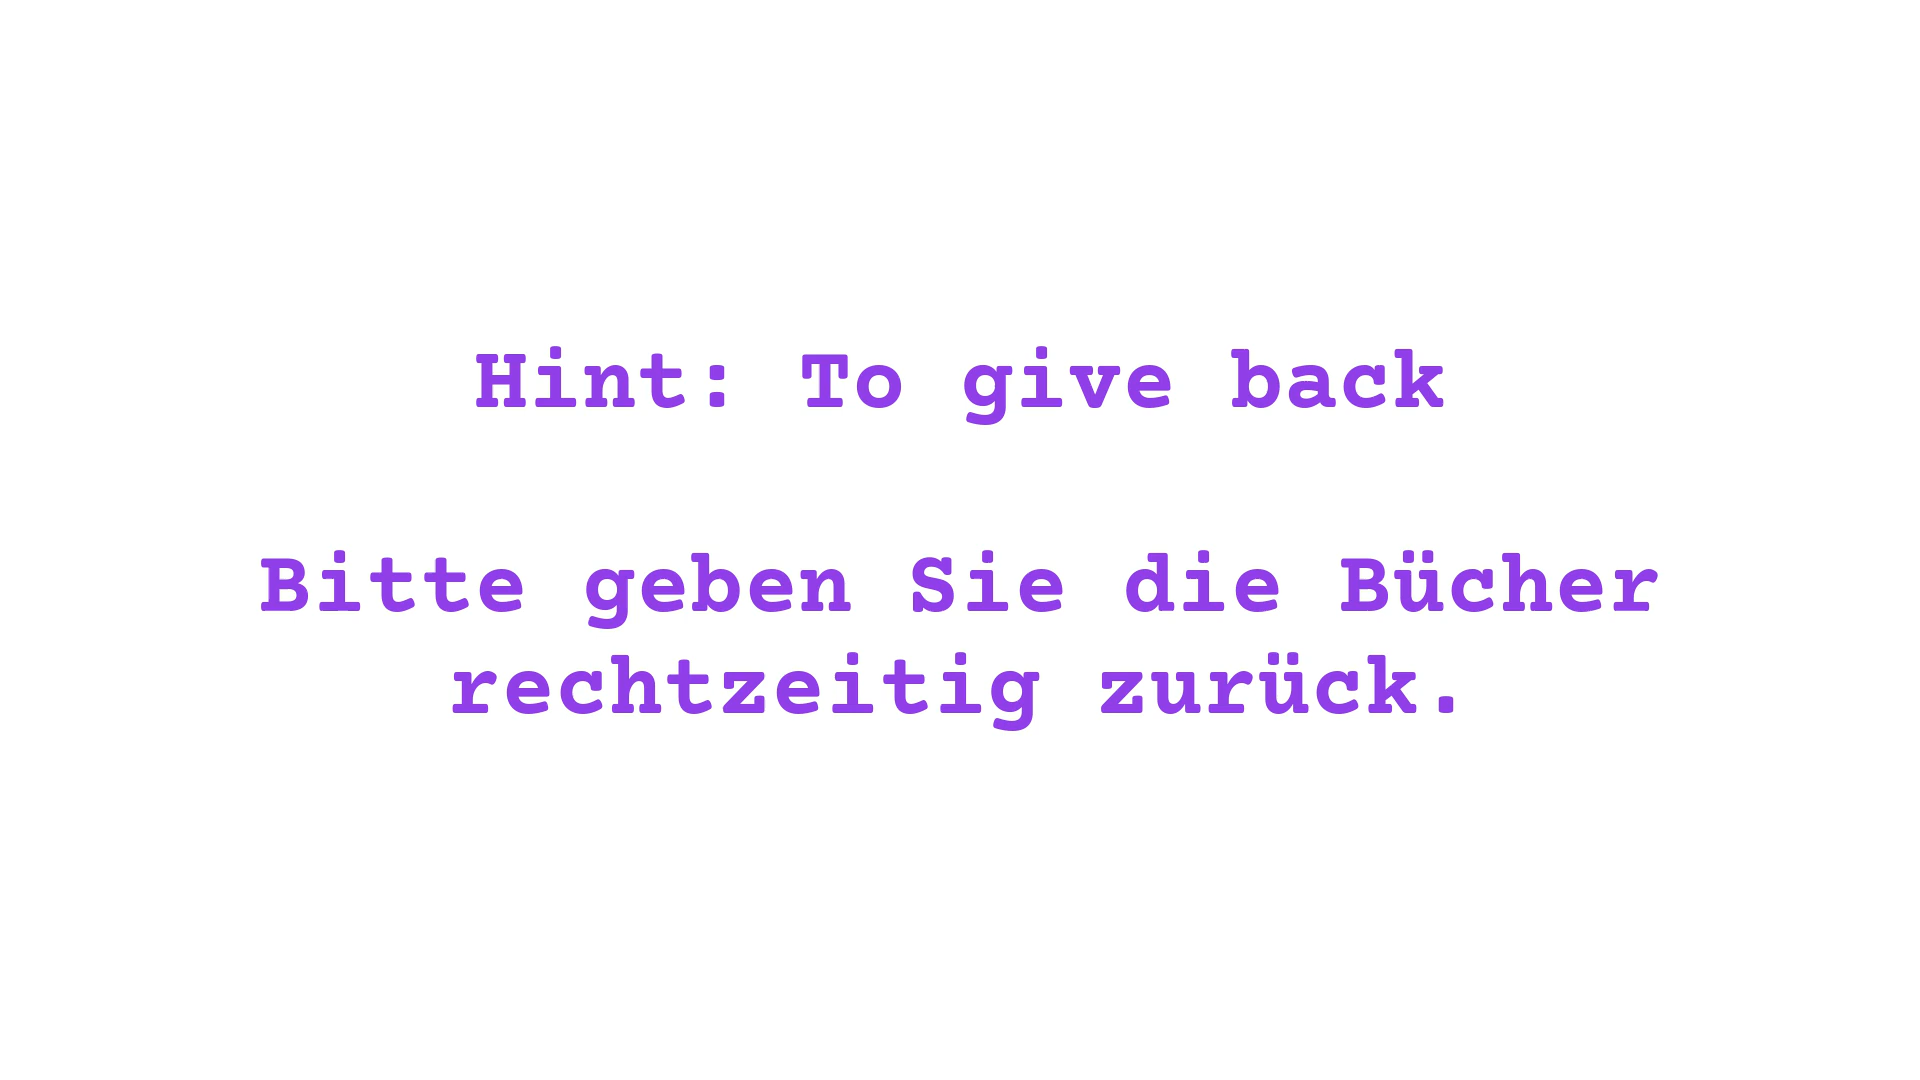 Hint: To give back
Bitte geben Sie die Bücher
rechtzeitig zurück.